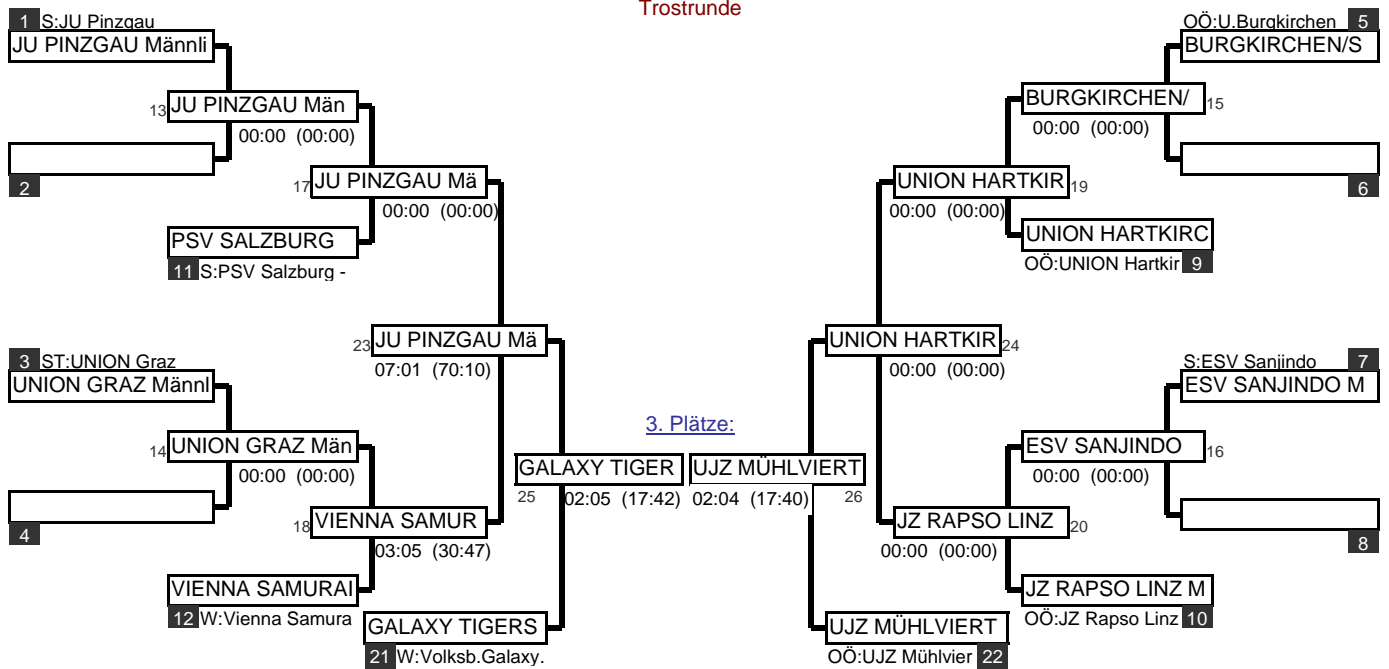 Trostrunde
1 S:JU Pinzgau
JU PINZGAU Männli
13 JU PINZGAU Män
00:00 (00:00)
2
17 JU PINZGAU Mä
00:00 (00:00)
PSV SALZBURG
11 S:PSV Salzburg -
23 JU PINZGAU Mä
07:01 (70:10)
3 ST:UNION Graz
UNION GRAZ Männl
14 UNION GRAZ Män
00:00 (00:00)
4
18 VIENNA SAMUR
03:05 (30:47)
VIENNA SAMURAI
12 W:Vienna Samura
3. Plätze:
GALAXY TIGER
25 02:05 (17:42)
GALAXY TIGERS
21 W:Volksb.Galaxy.
UJZ MÜHLVIERT
02:04 (17:40) 26
UJZ MÜHLVIERT
OÖ:UJZ Mühlvier 22
OÖ:U.Burgkirchen 5
BURGKIRCHEN/S
BURGKIRCHEN/ 15
00:00 (00:00)
6
UNION HARTKIR 19
00:00 (00:00)
UNION HARTKIRC
OÖ:UNION Hartkir 9
UNION HARTKIR 24
00:00 (00:00)
S:ESV Sanjindo 7
ESV SANJINDO M
ESV SANJINDO 16
00:00 (00:00)
8
JZ RAPSO LINZ 20
00:00 (00:00)
JZ RAPSO LINZ M
OÖ:JZ Rapso Linz 10